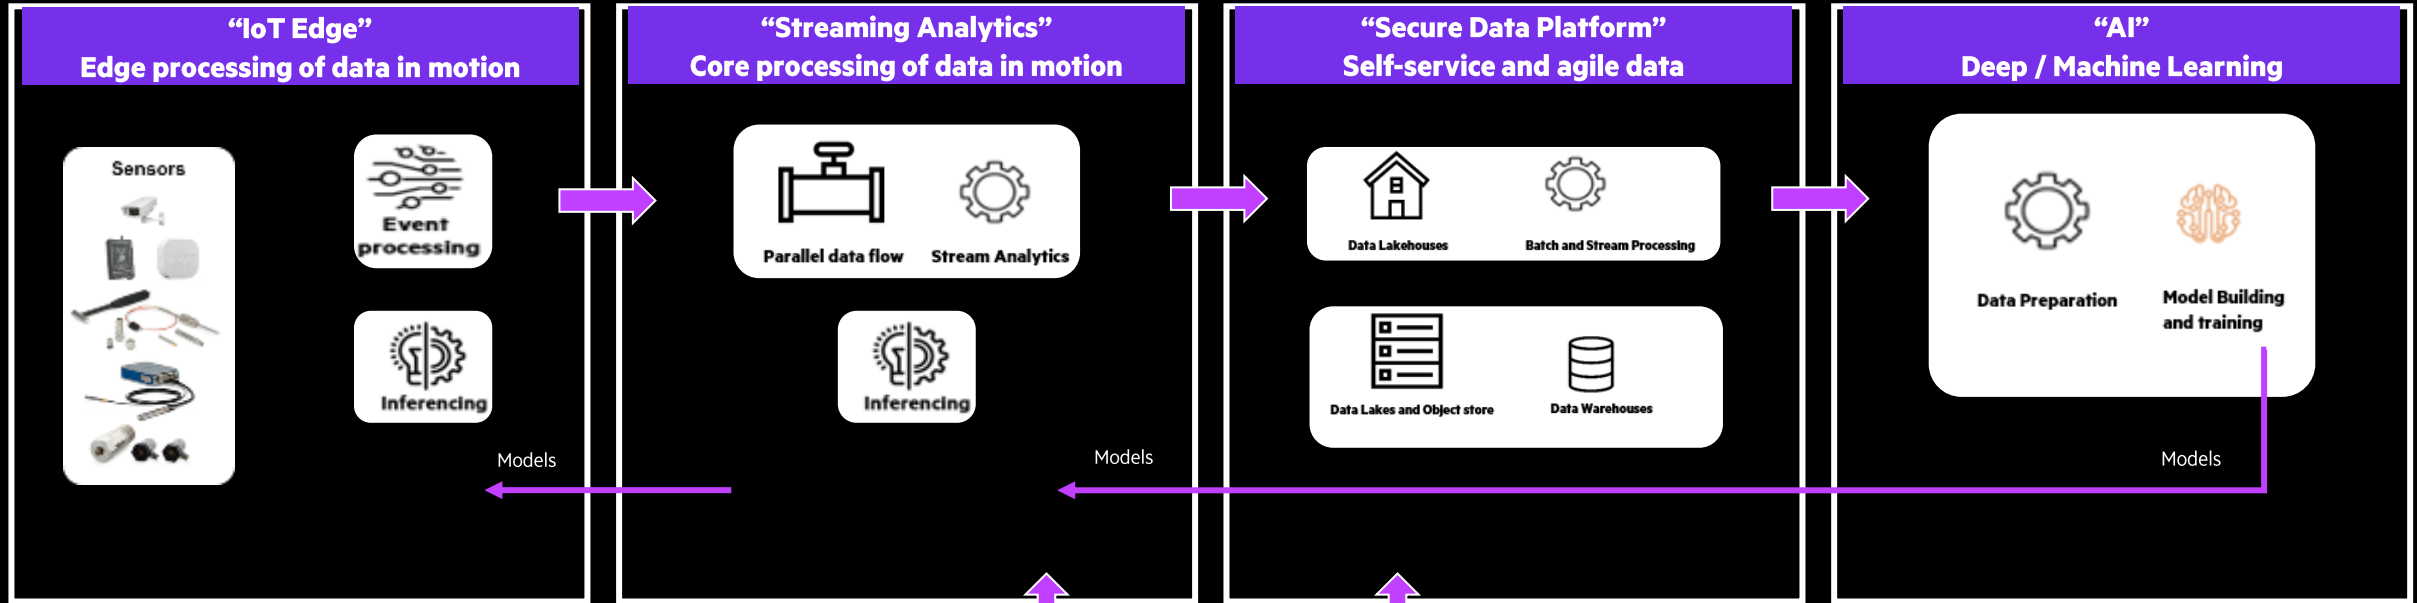 “IoT Edge”
Edge processing of data in motion
Sensors
Event
processing
Inferencing
Models
“Streaming Analytics”
Core processing of data in motion
Parallel data flow
Stream Analytics
Inferencing
Models
“Secure Data Platform”
Self-service and agile data
Data Lakehouses
Batch and Stream Processing
Data Lakes and Object store
Data Warehouses
“AI”
Deep / Machine Learning
Data Preparation
Model Building
and training
Models